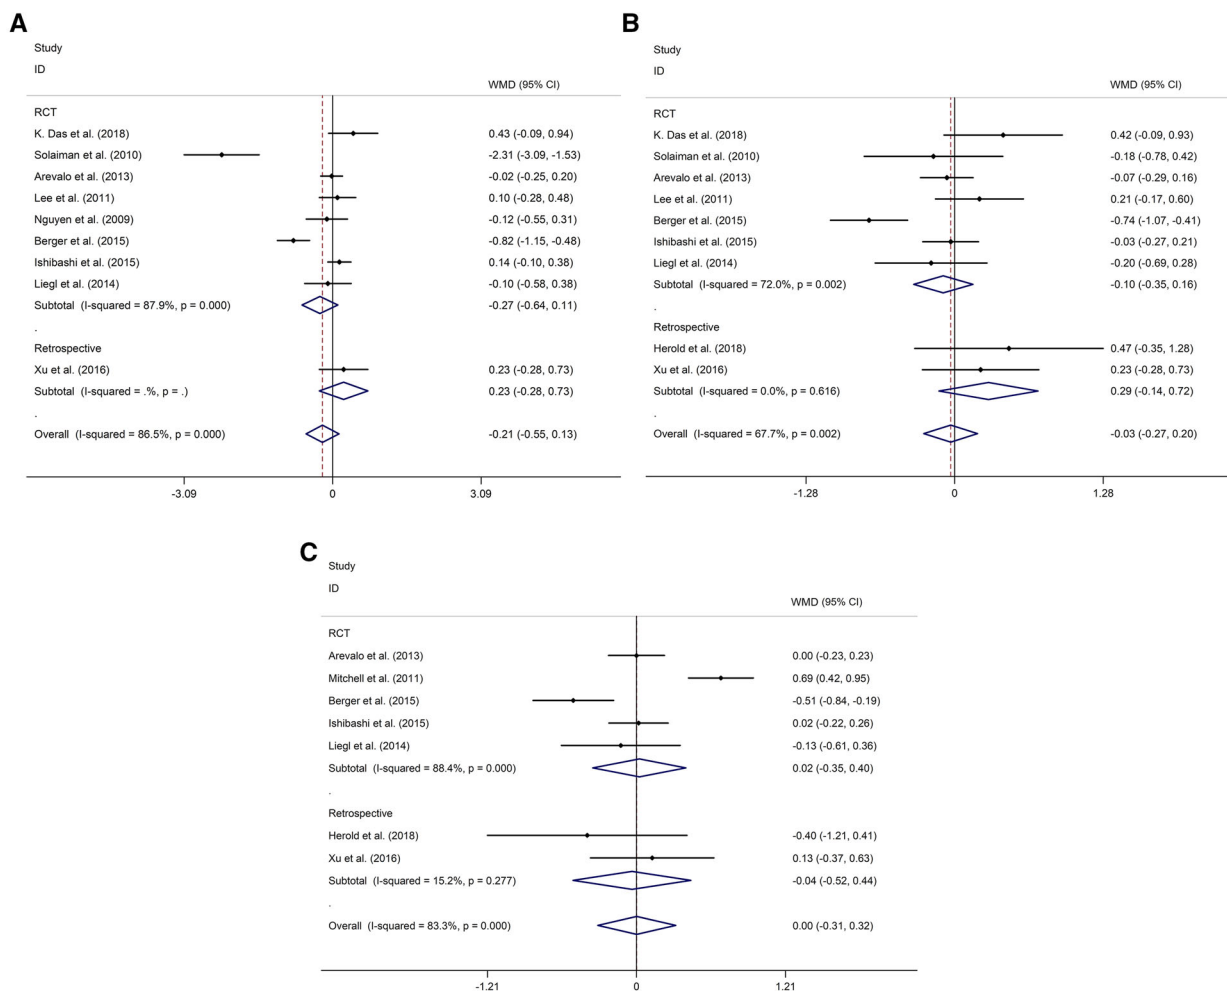 A
Study
ID
WMD (95% CI)
RCT
K. Das et al. (2018) 0.43 (-0.09, 0.94)
Solaiman et al. (2010) -2.31 (-3.09, -1.53)
Arevalo et al. (2013) -0.02 (-0.25, 0.20)
Lee et al. (2011) 0.10 (-0.28, 0.48)
Nguyen et al. (2009) -0.12 (-0.55, 0.31)
Berger et al. (2015) -0.82 (-1.15, -0.48)
Ishibashi et al. (2015) 0.14 (-0.10, 0.38)
Liegl et al. (2014) -0.10 (-0.58, 0.38)
Subtotal (I-squared = 87.9%, p = 0.000) -0.27 (-0.64, 0.11)
.
Retrospective
Xu et al. (2016) 0.23 (-0.28, 0.73)
Subtotal (I-squared = .%, p = .) 0.23 (-0.28, 0.73)
.
Overall (I-squared = 86.5%, p = 0.000) -0.21 (-0.55, 0.13)
-3.09 0 3.09
B
Study
ID
WMD (95% CI)
RCT
K. Das et al. (2018) 0.42 (-0.09, 0.93)
Solaiman et al. (2010) -0.18 (-0.78, 0.42)
Arevalo et al. (2013) -0.07 (-0.29, 0.16)
Lee et al. (2011) 0.21 (-0.17, 0.60)
Berger et al. (2015) -0.74 (-1.07, -0.41)
Ishibashi et al. (2015) -0.03 (-0.27, 0.21)
Liegl et al. (2014) -0.20 (-0.69, 0.28)
Subtotal (I-squared = 72.0%, p = 0.002) -0.10 (-0.35, 0.16)
.
Retrospective
Herold et al. (2018) 0.47 (-0.35, 1.28)
Xu et al. (2016) 0.23 (-0.28, 0.73)
Subtotal (I-squared = 0.0%, p = 0.616) 0.29 (-0.14, 0.72)
.
Overall (I-squared = 67.7%, p = 0.002) -0.03 (-0.27, 0.20)
-1.28 0 1.28
C
Study
ID
WMD (95% CI)
RCT
Arevalo et al. (2013) 0.00 (-0.23, 0.23)
Mitchell et al. (2011) 0.69 (0.42, 0.95)
Berger et al. (2015) -0.51 (-0.84, -0.19)
Ishibashi et al. (2015) 0.02 (-0.22, 0.26)
Liegl et al. (2014) -0.13 (-0.61, 0.36)
Subtotal (I-squared = 88.4%, p = 0.000) 0.02 (-0.35, 0.40)
.
Retrospective
Herold et al. (2018) -0.40 (-1.21, 0.41)
Xu et al. (2016) 0.13 (-0.37, 0.63)
Subtotal (I-squared = 15.2%, p = 0.277) -0.04 (-0.52, 0.44)
.
Overall (I-squared = 83.3%, p = 0.000) 0.00 (-0.31, 0.32)
-1.21 0 1.21